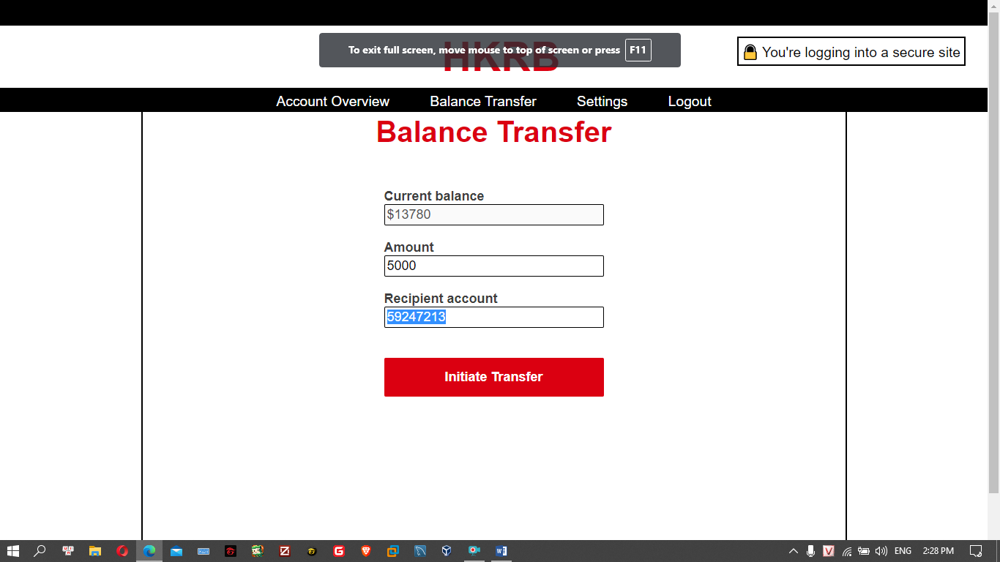 To exit full screen, move mouse to top of screen or press F11
HKRB
You're logging into a secure site
Account Overview Balance Transfer Settings Logout
Balance Transfer
Current balance
$13780
Amount
5000
Recipient account
59247213
Initiate Transfer
ENG 2:28 PM